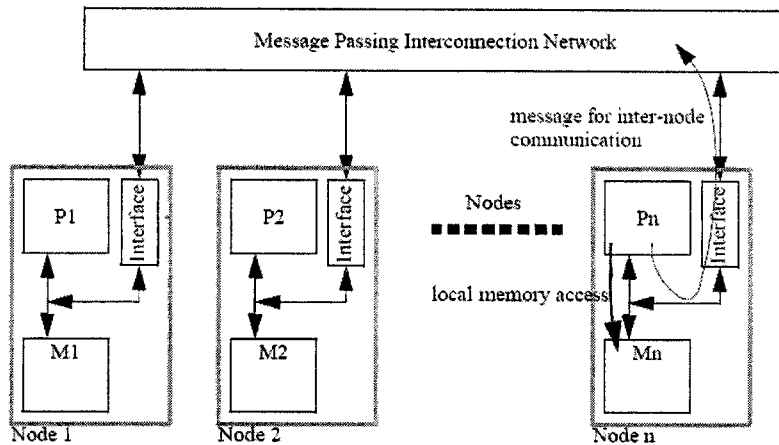 Message Passing Interconnection Network
message for inter-node
communication
P1
Interface
P2
Interface
Nodes
Pn
Interface
local memory access
M1
M2
Mn
Node 1
Node 2
Node n